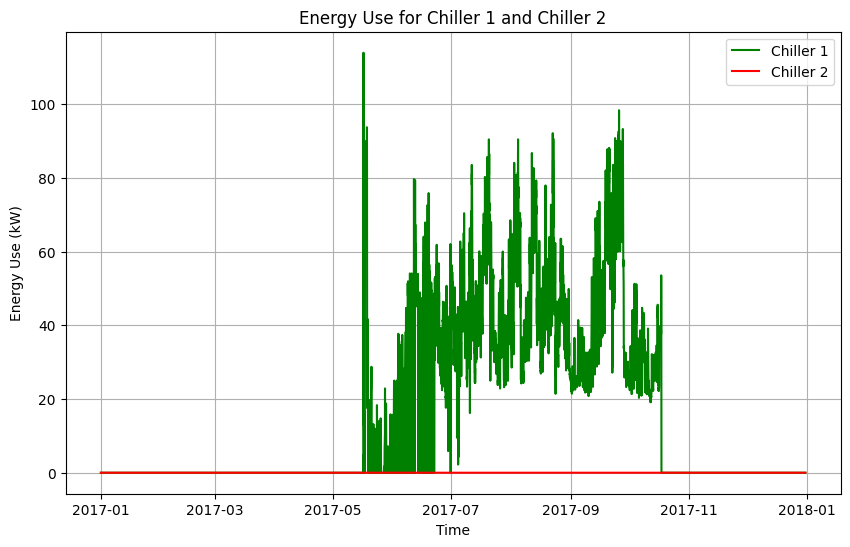 Energy Use for Chiller 1 and Chiller 2
Chiller 1
Chiller 2
Energy Use (kW)
100
80
60
40
20
0
2017-01
2017-03
2017-05
2017-07
2017-09
2017-11
2018-01
Time